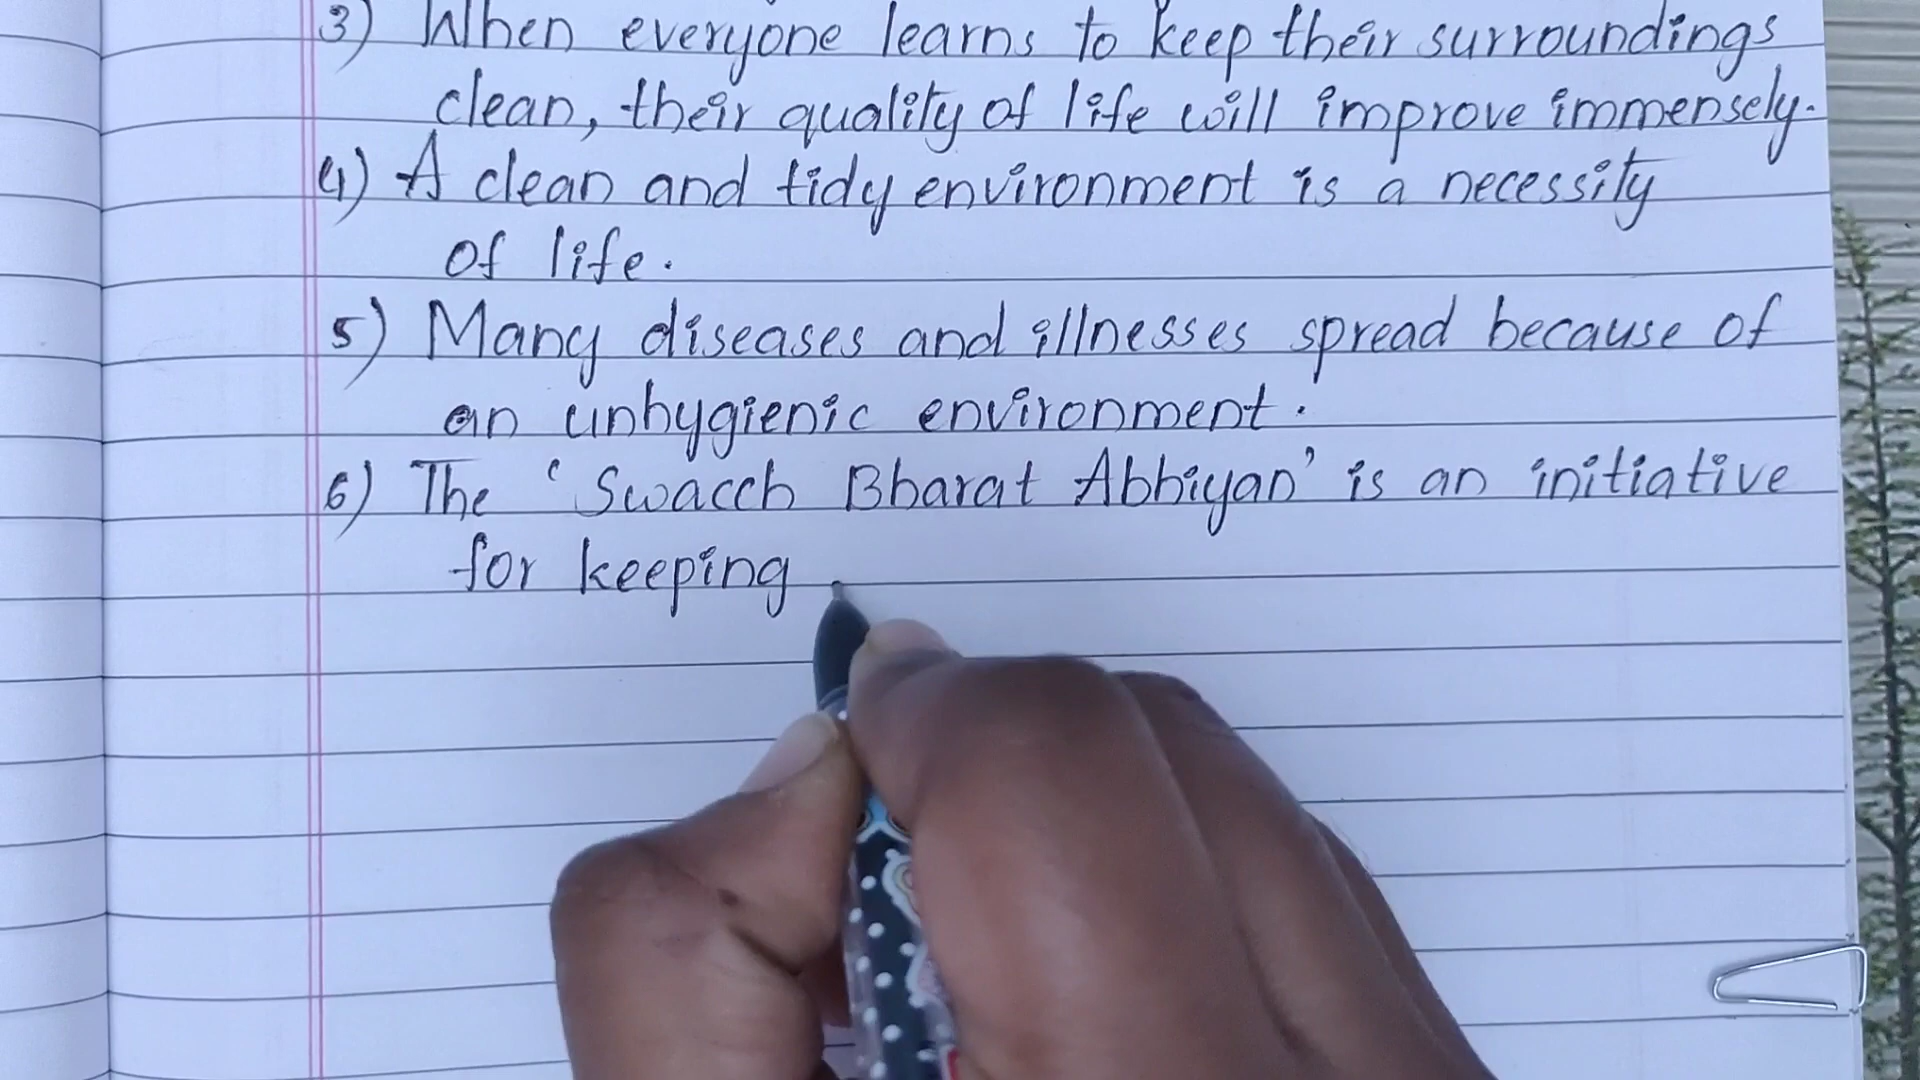 3) When everyone learns to keep their surroundings
clean, their quality of life will improve immensely.
4) A clean and tidy environment is a necessity
of life.
5) Many diseases and illnesses spread because of
an unhygienic environment.
6) The 'Swacch Bharat Abhiyan' is an initiative
for keeping